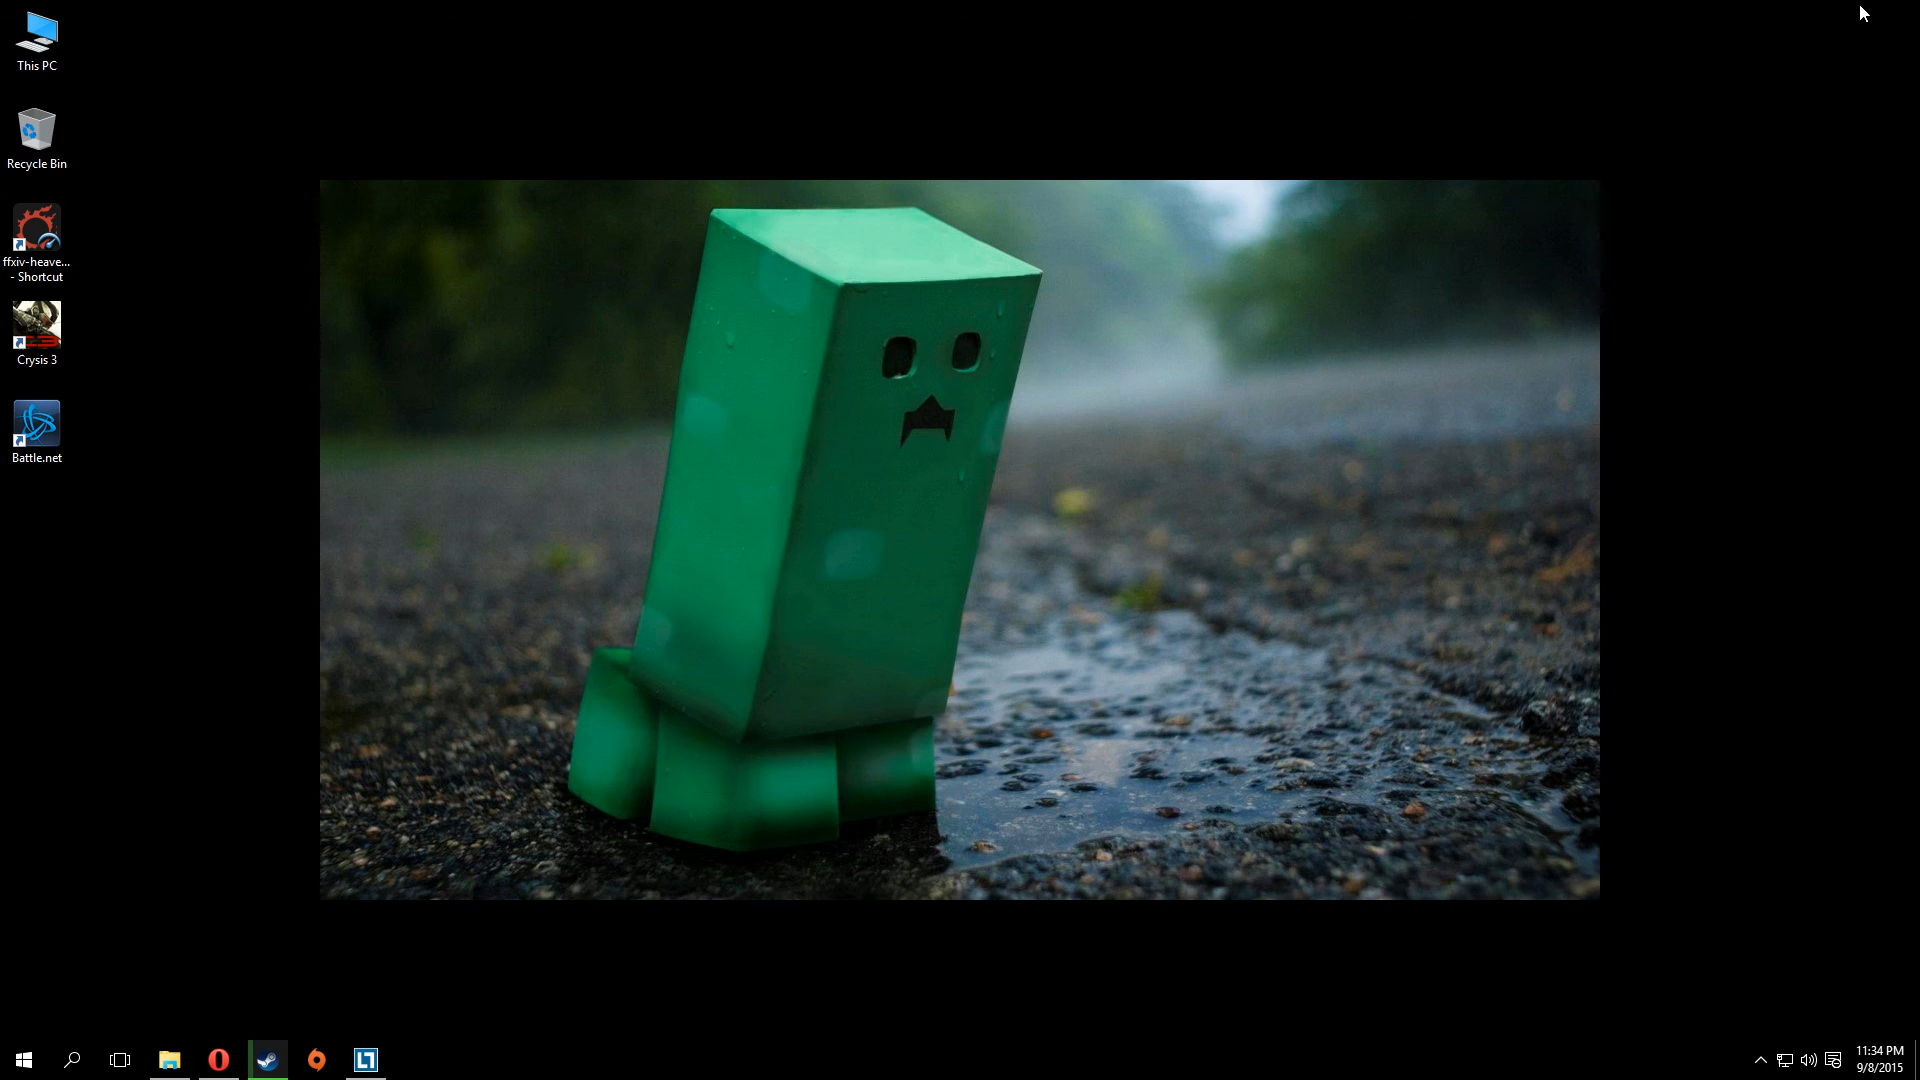 This PC
Recycle Bin
ffxiv-heave...
- Shortcut
Crysis 3
Battle.net
11:34 PM
9/8/2015